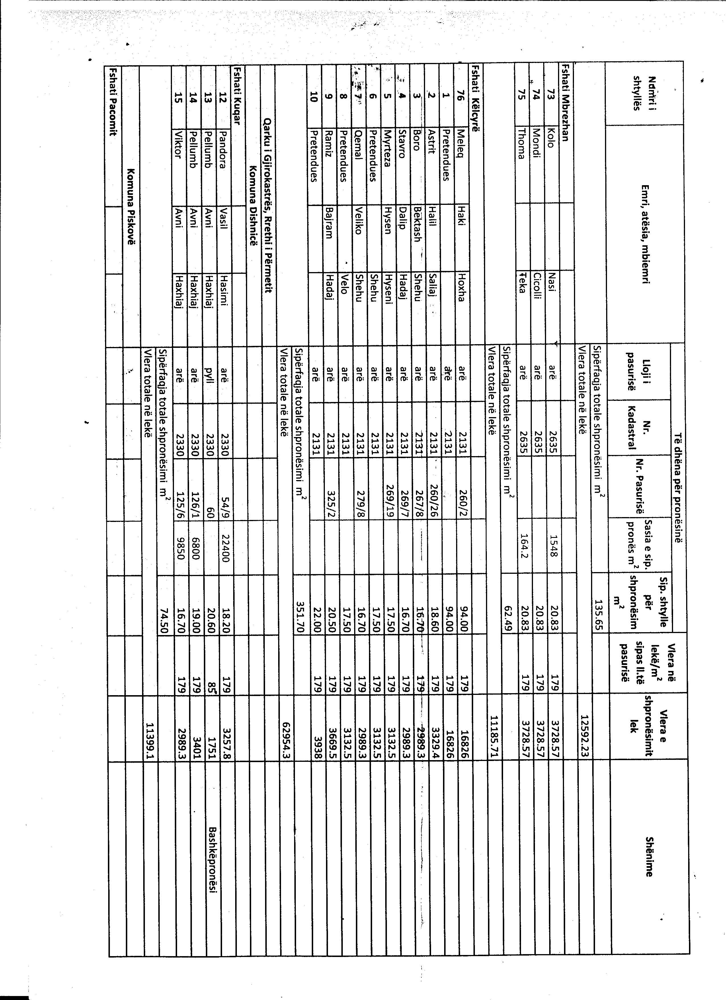 Të dhëna për pronësinë
Numri i shtyllës | Emri, atësia, mbiemri | Lloji i pasurisë | Nr. Kadastral | Nr. Pasurisë | Sasia e sip. pronës m² | Sip. shtylle për shpronësim m² | Vlera në lekë/m² sipas ll.të pasurisë | Vlera e shpronësimit lek | Shënime
Sipërfaqja totale shpronësimi m² 135.65
Vlera totale në lekë 12592.23
Fshati Mbrezhan
73 Kolo Nasi arë 2635 1548 20.83 179 3728.57
74 Mondi Cicolli arë 2635 20.83 179 3728.57
75 Thoma Teka arë 2635 164.2 20.83 179 3728.57
Sipërfaqja totale shpronësimi m² 62.49
Vlera totale në lekë 11185.71
Fshati Këlcyrë
76 Meleq Haki Hoxha arë 2131 260/2 94.00 179 16826
1 Pretendues arë 2131 94.00 179 16826
2 Astrit Halil Saliaj arë 2131 260/26 18.60 179 3329.4
3 Boro Bektash Shehu arë 2131 267/8 16.70 179 2989.3
4 Stavro Dalip Hadaj arë 2131 269/7 16.70 179 2989.3
5 Myrteza Hysen Hyseni arë 2131 269/19 17.50 179 3132.5
6 Pretendues Shehu arë 2131 17.50 179 3132.5
7 Qemal Veliko Shehu arë 2131 279/8 16.70 179 2989.3
8 Pretendues Velo arë 2131 17.50 179 3132.5
9 Ramiz Bajram Hadaj arë 2131 325/2 20.50 179 3669.5
10 Pretendues arë 2131 22.00 179 3938
Sipërfaqja totale shpronësimi m² 351.70
Vlera totale në lekë 62954.3
Qarku i Gjirokastrës, Rrethi i Përmetit
Komuna Dishnicë
Fshati Kuqar
12 Pandora Vasil Hasimi arë 2330 54/9 22400 18.20 179 3257.8
13 Pellumb Avni Haxhiaj pyll 2330 60 20.60 85 1751 Bashkëpronësi
14 Pellumb Avni Haxhiaj arë 2330 126/1 6800 19.00 179 3401
15 Viktor Avni Haxhiaj arë 2330 125/6 9850 16.70 179 2989.3
Sipërfaqja totale shpronësimi m² 74.50
Vlera totale në lekë 11399.1
Komuna Piskovë
Fshati Pacomit